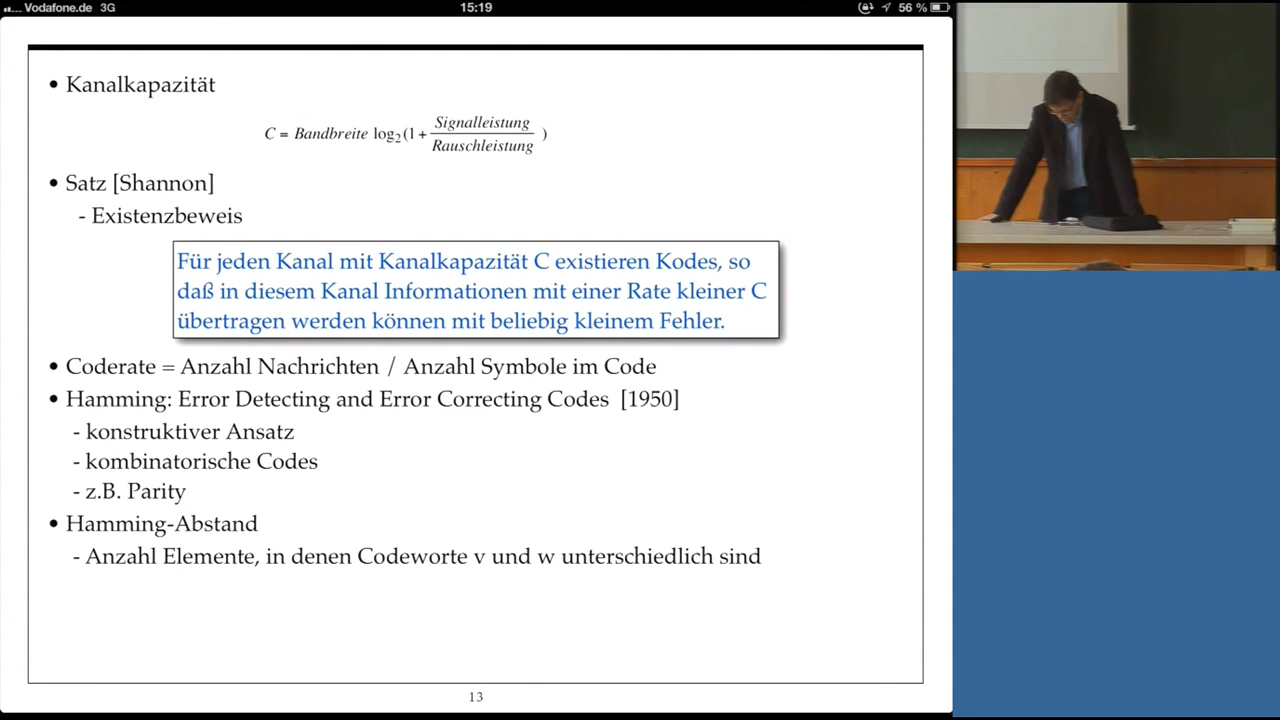 Vodafone.de 3G 15:19 56 %
• Kanalkapazität
C = Bandbreite log₂(1 + Signalleistung / Rauschleistung )
• Satz [Shannon]
- Existenzbeweis
Für jeden Kanal mit Kanalkapazität C existieren Kodes, so
daß in diesem Kanal Informationen mit einer Rate kleiner C
übertragen werden können mit beliebig kleinem Fehler.
• Coderate = Anzahl Nachrichten / Anzahl Symbole im Code
• Hamming: Error Detecting and Error Correcting Codes [1950]
- konstruktiver Ansatz
- kombinatorische Codes
- z.B. Parity
• Hamming-Abstand
- Anzahl Elemente, in denen Codeworte v und w unterschiedlich sind
13